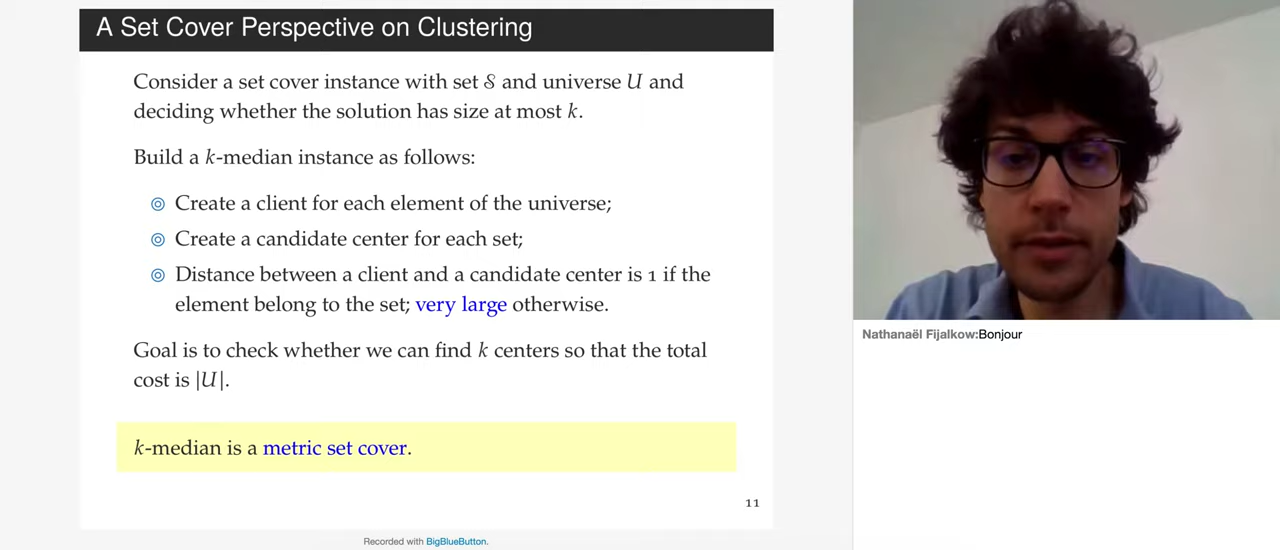 A Set Cover Perspective on Clustering
Consider a set cover instance with set 𝒮 and universe U and
deciding whether the solution has size at most k.
Build a k-median instance as follows:
Create a client for each element of the universe;
Create a candidate center for each set;
Distance between a client and a candidate center is 1 if the
element belong to the set; very large otherwise.
Goal is to check whether we can find k centers so that the total
cost is |U|.
k-median is a metric set cover.
11
Recorded with BigBlueButton.
Nathanaël Fijalkow:Bonjour